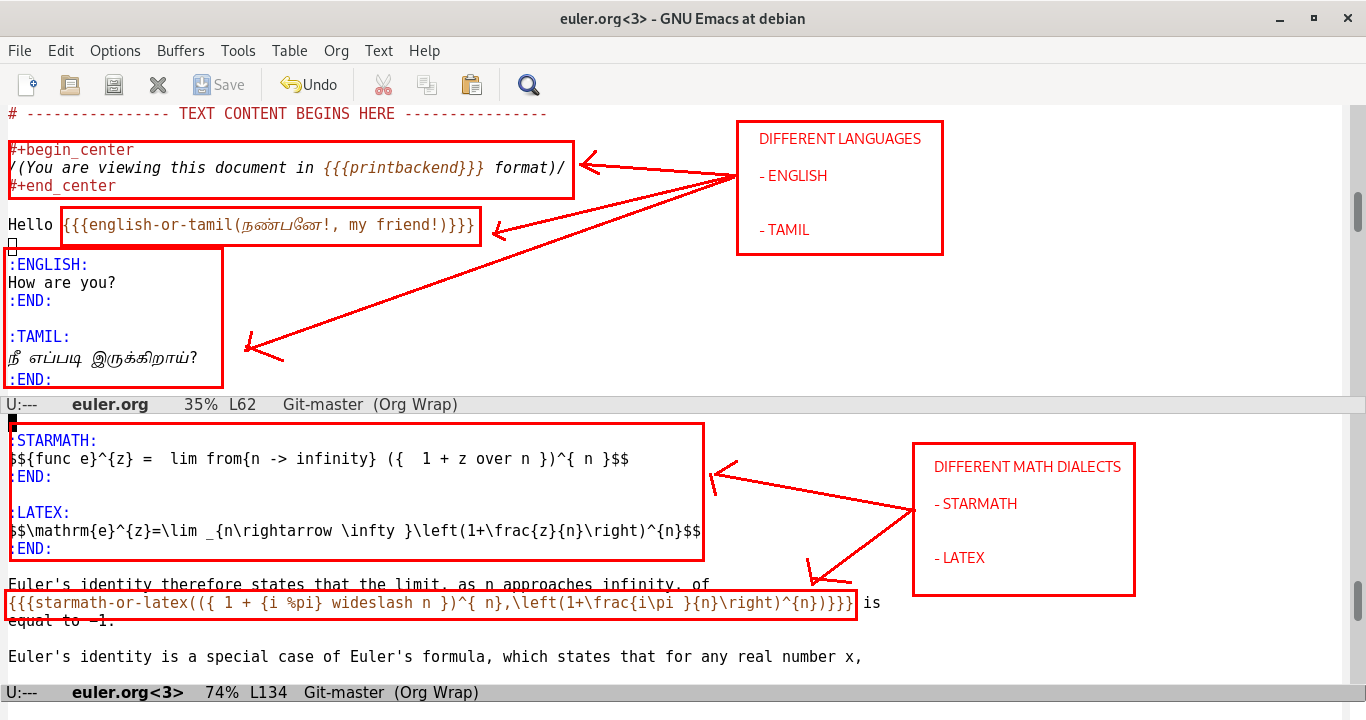 euler.org<3> - GNU Emacs at debian
File Edit Options Buffers Tools Table Org Text Help
Save Undo
# ---------------- TEXT CONTENT BEGINS HERE ----------------
#+begin_center
/(You are viewing this document in {{{printbackend}}} format)/
#+end_center
Hello {{{english-or-tamil(நண்பனே!, my friend!)}}}
:ENGLISH:
How are you?
:END:
:TAMIL:
நீ எப்படி இருக்கிறாய்?
:END:
DIFFERENT LANGUAGES
- ENGLISH
- TAMIL
U:--- euler.org 35% L62 Git-master (Org Wrap)
:STARMATH:
$${func e}^{z} =  lim from{n -> infinity} ({  1 + z over n })^{ n }$$
:END:
:LATEX:
$$\mathrm{e}^{z}=\lim _{n\rightarrow \infty }\left(1+\frac{z}{n}\right)^{n}$$
:END:
DIFFERENT MATH DIALECTS
- STARMATH
- LATEX
Euler's identity therefore states that the limit, as n approaches infinity, of
{{{starmath-or-latex(({ 1 + {i %pi} wideslash n })^{ n},\left(1+\frac{i\pi }{n}\right)^{n})}}} is
equal to −1.
Euler's identity is a special case of Euler's formula, which states that for any real number x,
U:--- euler.org<3> 74% L134 Git-master (Org Wrap)